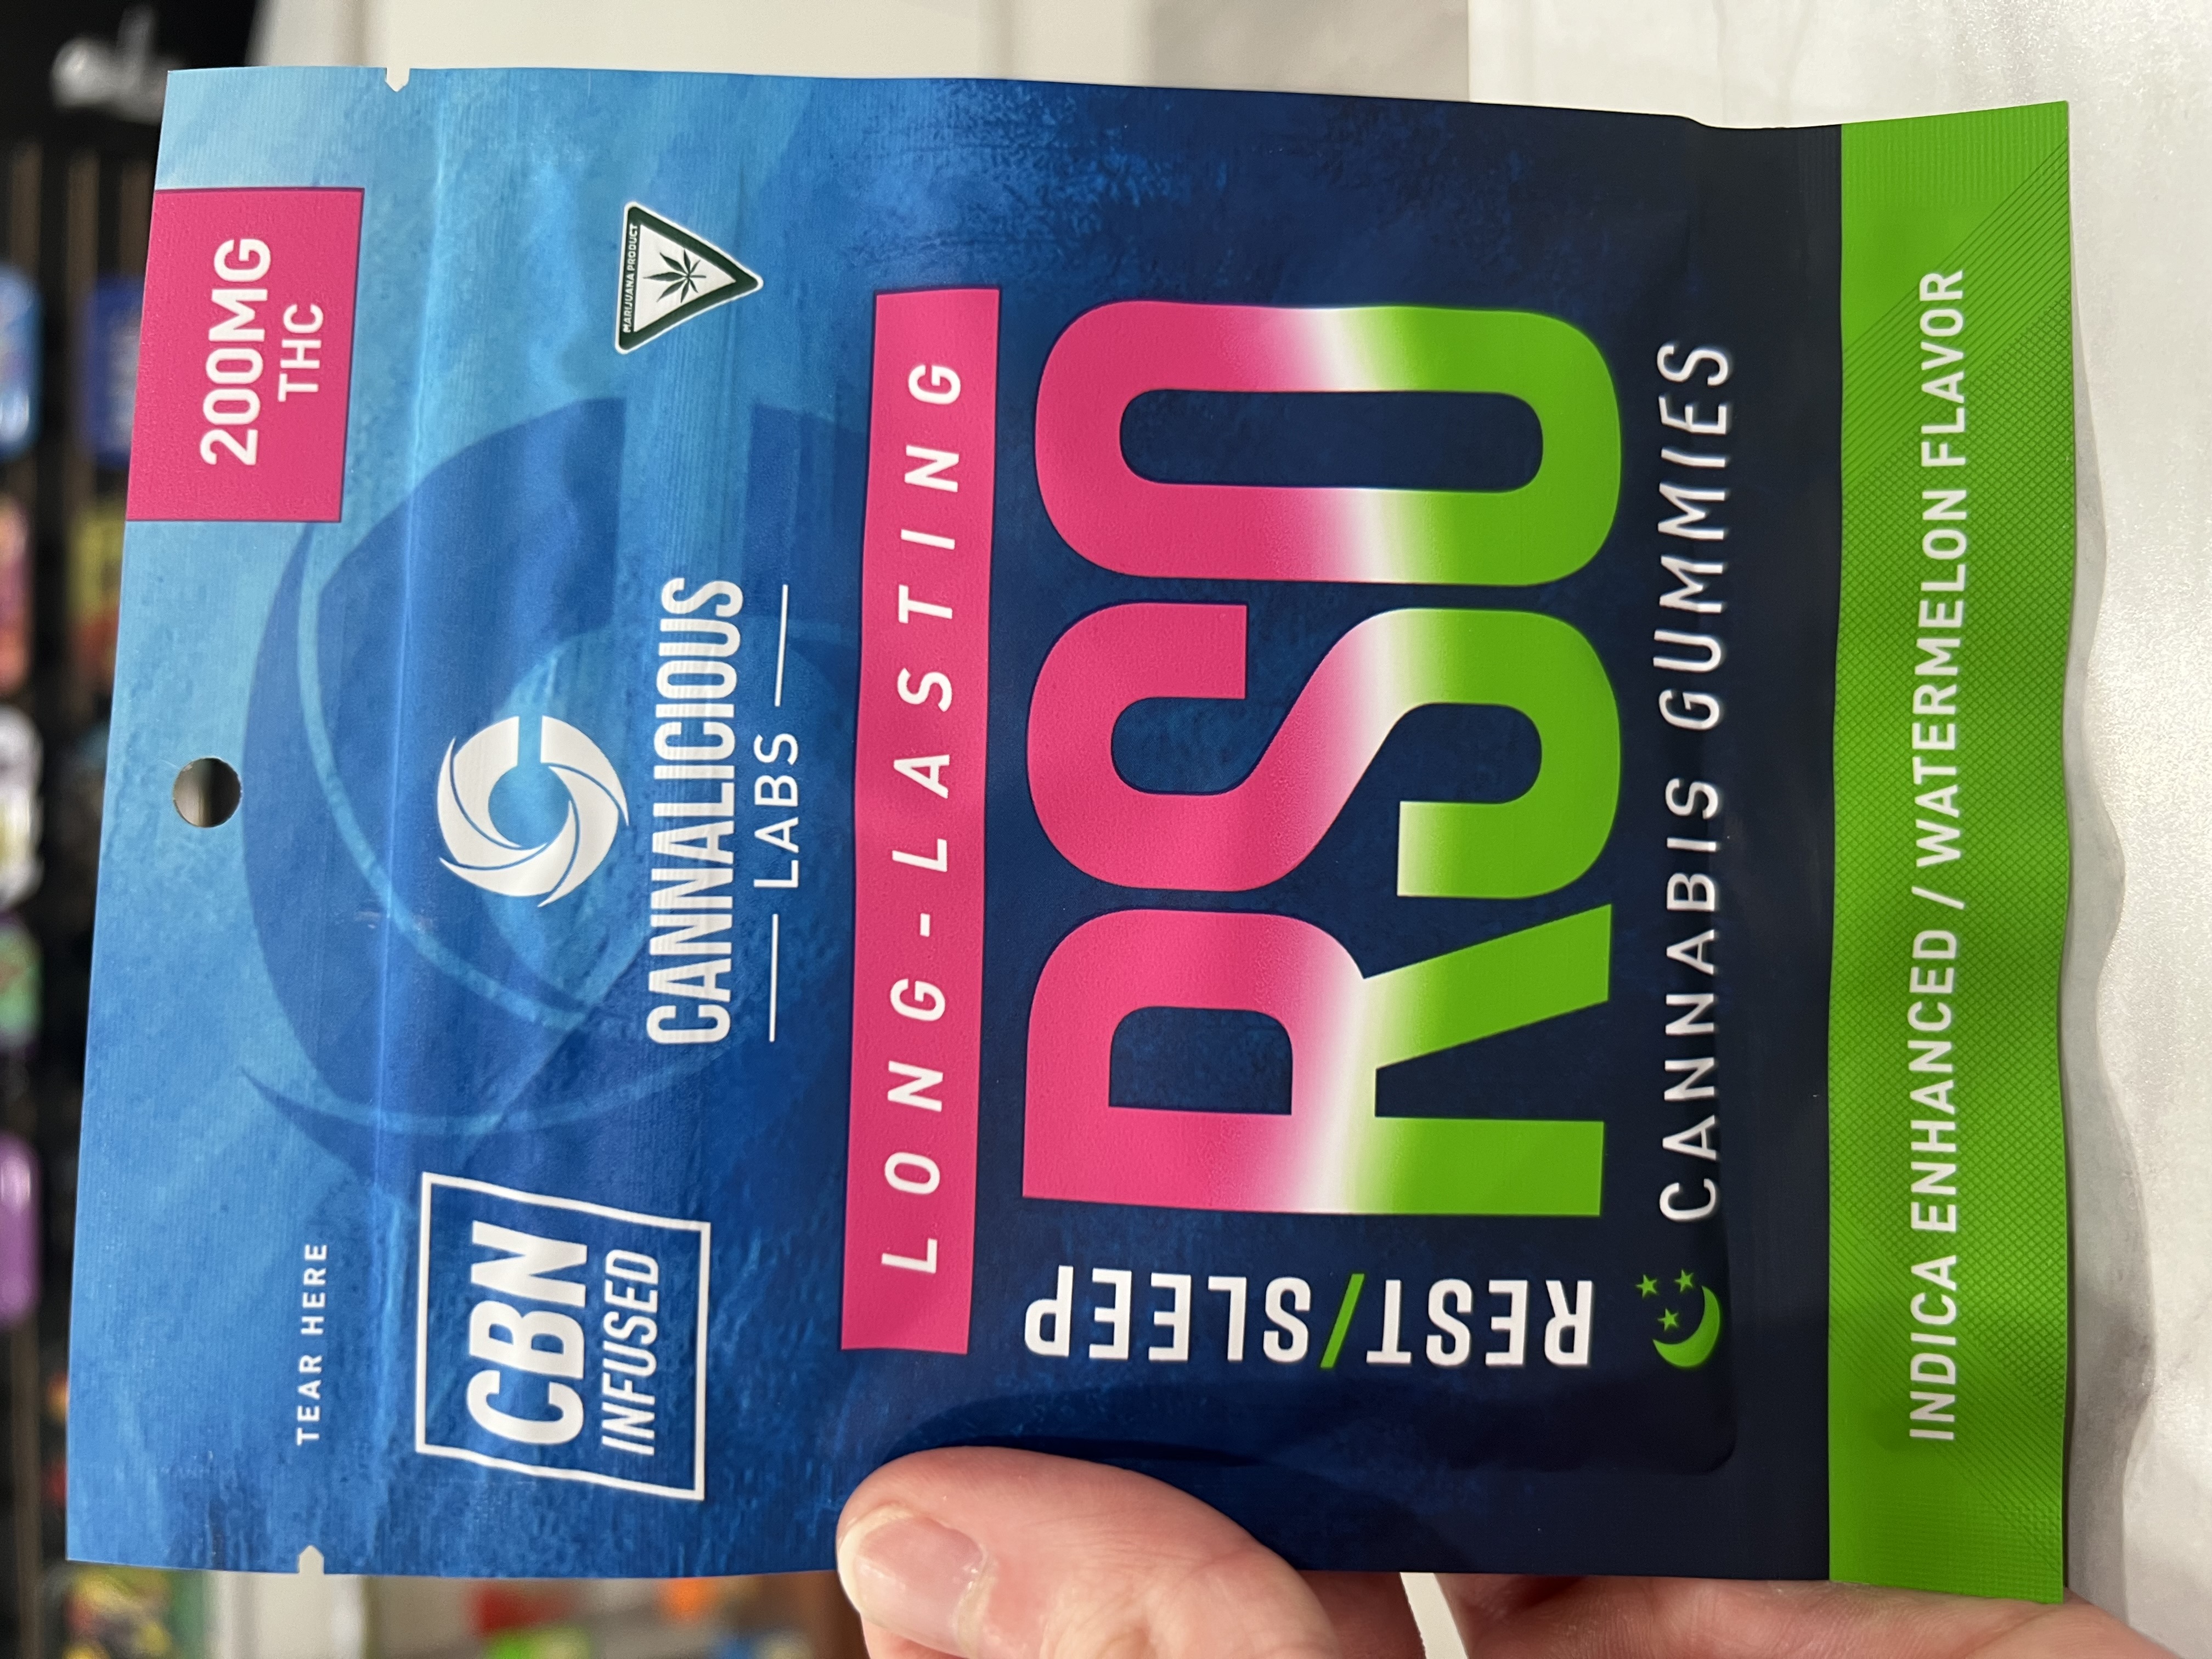 200MG
THC
TEAR HERE
CBN
INFUSED
CANNALICIOUS
LABS
MARIJUANA PRODUCT
LONG-LASTING
REST/SLEEP
RSO
CANNABIS GUMMIES
INDICA ENHANCED / WATERMELON FLAVOR